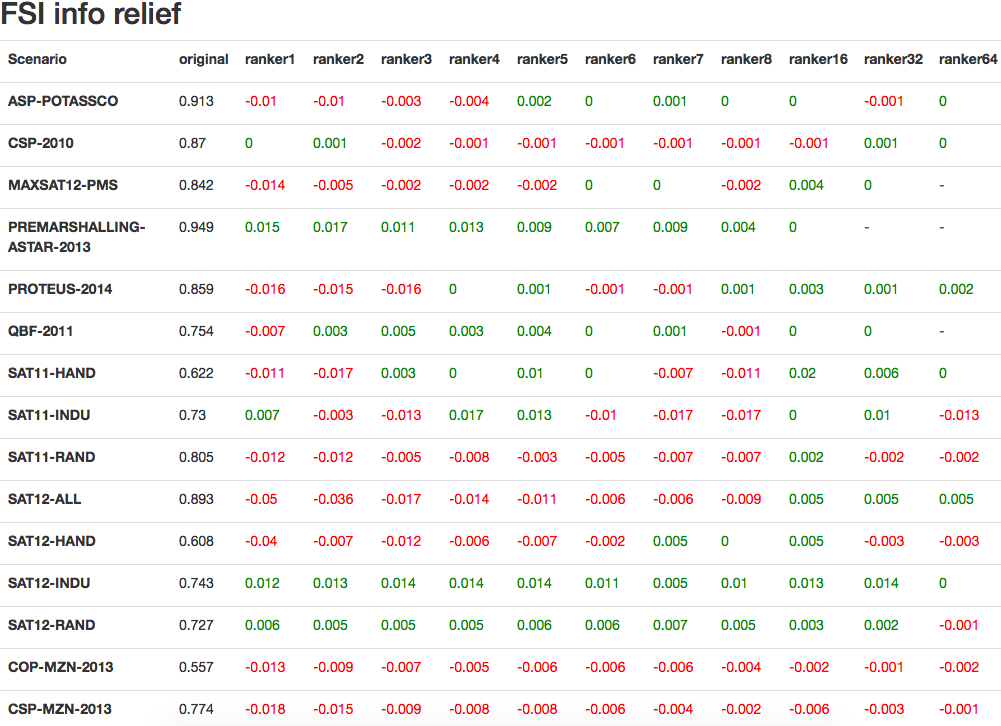 FSI info relief
Scenario original ranker1 ranker2 ranker3 ranker4 ranker5 ranker6 ranker7 ranker8 ranker16 ranker32 ranker64
ASP-POTASSCO 0.913 -0.01 -0.01 -0.003 -0.004 0.002 0 0.001 0 0 -0.001 0
CSP-2010 0.87 0 0.001 -0.002 -0.001 -0.001 -0.001 -0.001 -0.001 -0.001 0.001 0
MAXSAT12-PMS 0.842 -0.014 -0.005 -0.002 -0.002 -0.002 0 0 -0.002 0.004 0 -
PREMARSHALLING- 0.949 0.015 0.017 0.011 0.013 0.009 0.007 0.009 0.004 0 - -
ASTAR-2013
PROTEUS-2014 0.859 -0.016 -0.015 -0.016 0 0.001 -0.001 -0.001 0.001 0.003 0.001 0.002
QBF-2011 0.754 -0.007 0.003 0.005 0.003 0.004 0 0.001 -0.001 0 0 -
SAT11-HAND 0.622 -0.011 -0.017 0.003 0 0.01 0 -0.007 -0.011 0.02 0.006 0
SAT11-INDU 0.73 0.007 -0.003 -0.013 0.017 0.013 -0.01 -0.017 -0.017 0 0.01 -0.013
SAT11-RAND 0.805 -0.012 -0.012 -0.005 -0.008 -0.003 -0.005 -0.007 -0.007 0.002 -0.002 -0.002
SAT12-ALL 0.893 -0.05 -0.036 -0.017 -0.014 -0.011 -0.006 -0.006 -0.009 0.005 0.005 0.005
SAT12-HAND 0.608 -0.04 -0.007 -0.012 -0.006 -0.007 -0.002 0.005 0 0.005 -0.003 -0.003
SAT12-INDU 0.743 0.012 0.013 0.014 0.014 0.014 0.011 0.005 0.01 0.013 0.014 0
SAT12-RAND 0.727 0.006 0.005 0.005 0.005 0.006 0.006 0.007 0.005 0.003 0.002 -0.001
COP-MZN-2013 0.557 -0.013 -0.009 -0.007 -0.005 -0.006 -0.006 -0.006 -0.004 -0.002 -0.001 -0.002
CSP-MZN-2013 0.774 -0.018 -0.015 -0.009 -0.008 -0.008 -0.006 -0.004 -0.002 -0.006 -0.003 -0.001